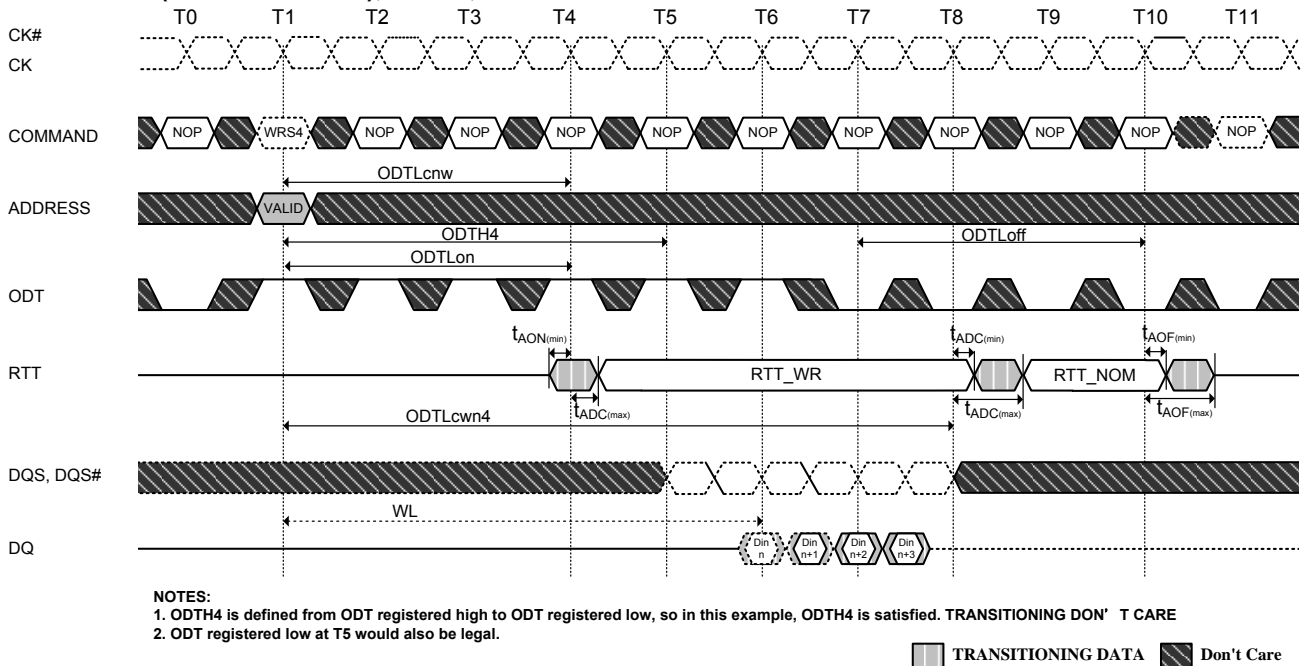 T0 T1 T2 T3 T4 T5 T6 T7 T8 T9 T10 T11
CK#
CK
COMMAND NOP WRS4 NOP NOP NOP NOP NOP NOP NOP NOP NOP NOP
ODTLcnw
ADDRESS VALID
ODTH4 ODTLoff
ODTLon
ODT
tAON(min) tADC(min) tAOF(min)
RTT RTT_WR RTT_NOM
tADC(max) tADC(max) tAOF(max)
ODTLcwn4
DQS, DQS#
WL
DQ Din n Din n+1 Din n+2 Din n+3
NOTES:
1. ODTH4 is defined from ODT registered high to ODT registered low, so in this example, ODTH4 is satisfied. TRANSITIONING DON' T CARE
2. ODT registered low at T5 would also be legal.
TRANSITIONING DATA Don't Care